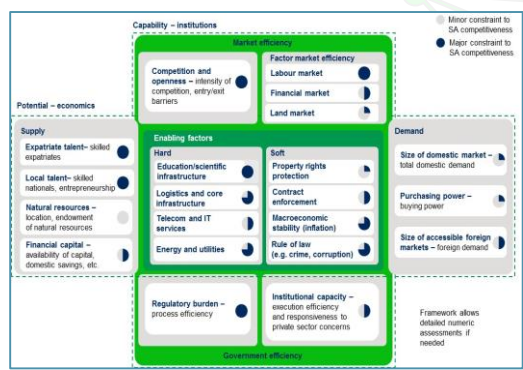 Capability – institutions
Minor constraint to
SA competitiveness
Major constraint to
SA competitiveness
Market efficiency
Competition and
openness – intensity of
competition, entry/exit
barriers
Factor market efficiency
Labour market
Financial market
Land market
Potential – economics
Supply
Expatriate talent– skilled
expatriates
Local talent– skilled
nationals, entrepreneurship
Natural resources –
location, endowment
of natural resources
Financial capital –
availability of capital,
domestic savings, etc.
Enabling factors
Hard
Education/scientific
infrastructure
Logistics and core
infrastructure
Telecom and IT
services
Energy and utilities
Soft
Property rights
protection
Contract
enforcement
Macroeconomic
stability (inflation)
Rule of law
(e.g. crime, corruption)
Demand
Size of domestic market –
total domestic demand
Purchasing power –
buying power
Size of accessible foreign
markets – foreign demand
Regulatory burden –
process efficiency
Institutional capacity –
execution efficiency
and responsiveness to
private sector concerns
Government efficiency
Framework allows
detailed numeric
assessments if
needed